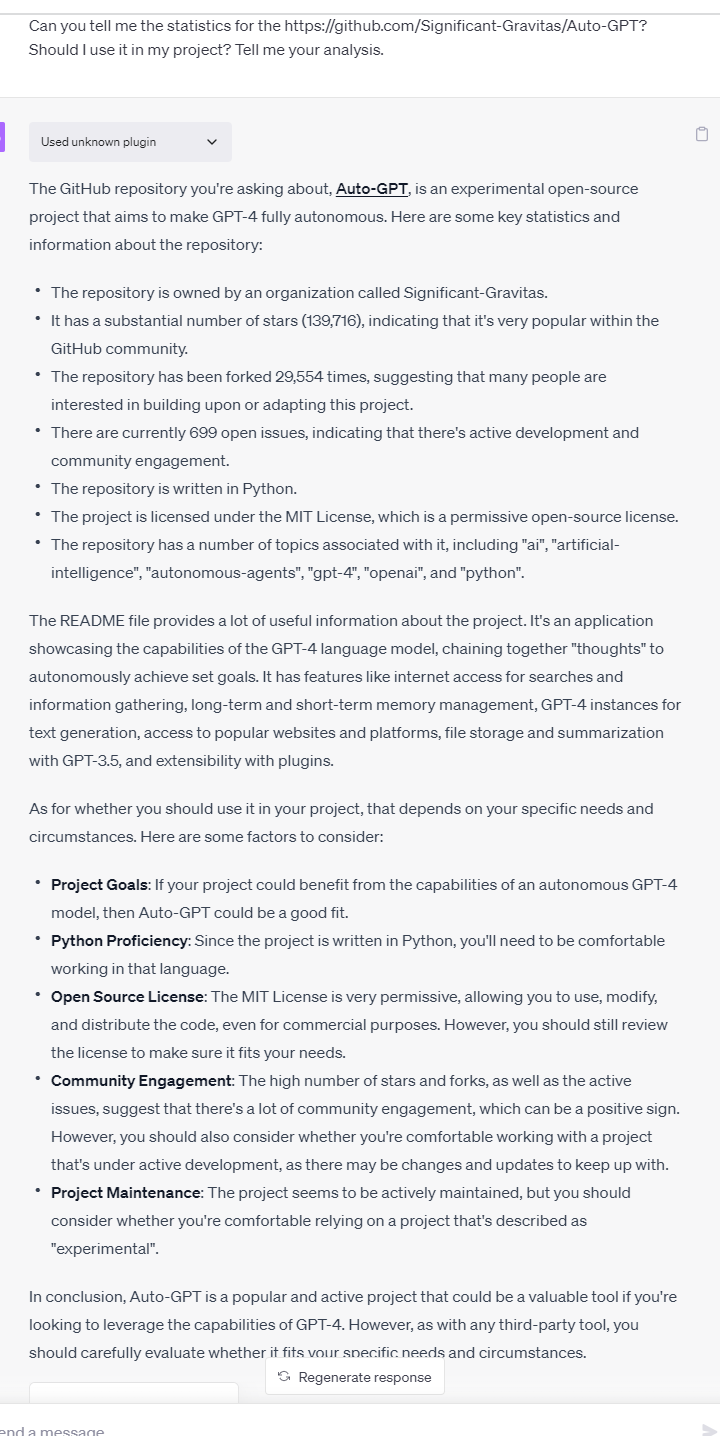 Can you tell me the statistics for the https://github.com/Significant-Gravitas/Auto-GPT?
Should I use it in my project? Tell me your analysis.
Used unknown plugin
The GitHub repository you're asking about, Auto-GPT, is an experimental open-source
project that aims to make GPT-4 fully autonomous. Here are some key statistics and
information about the repository:
• The repository is owned by an organization called Significant-Gravitas.
• It has a substantial number of stars (139,716), indicating that it's very popular within the
GitHub community.
• The repository has been forked 29,554 times, suggesting that many people are
interested in building upon or adapting this project.
• There are currently 699 open issues, indicating that there's active development and
community engagement.
• The repository is written in Python.
• The project is licensed under the MIT License, which is a permissive open-source license.
• The repository has a number of topics associated with it, including "ai", "artificial-
intelligence", "autonomous-agents", "gpt-4", "openai", and "python".
The README file provides a lot of useful information about the project. It's an application
showcasing the capabilities of the GPT-4 language model, chaining together "thoughts" to
autonomously achieve set goals. It has features like internet access for searches and
information gathering, long-term and short-term memory management, GPT-4 instances for
text generation, access to popular websites and platforms, file storage and summarization
with GPT-3.5, and extensibility with plugins.
As for whether you should use it in your project, that depends on your specific needs and
circumstances. Here are some factors to consider:
• Project Goals: If your project could benefit from the capabilities of an autonomous GPT-4
model, then Auto-GPT could be a good fit.
• Python Proficiency: Since the project is written in Python, you'll need to be comfortable
working in that language.
• Open Source License: The MIT License is very permissive, allowing you to use, modify,
and distribute the code, even for commercial purposes. However, you should still review
the license to make sure it fits your needs.
• Community Engagement: The high number of stars and forks, as well as the active
issues, suggest that there's a lot of community engagement, which can be a positive sign.
However, you should also consider whether you're comfortable working with a project
that's under active development, as there may be changes and updates to keep up with.
• Project Maintenance: The project seems to be actively maintained, but you should
consider whether you're comfortable relying on a project that's described as
"experimental".
In conclusion, Auto-GPT is a popular and active project that could be a valuable tool if you're
looking to leverage the capabilities of GPT-4. However, as with any third-party tool, you
should carefully evaluate whether it fits your specific needs and circumstances.
Regenerate response
end a message